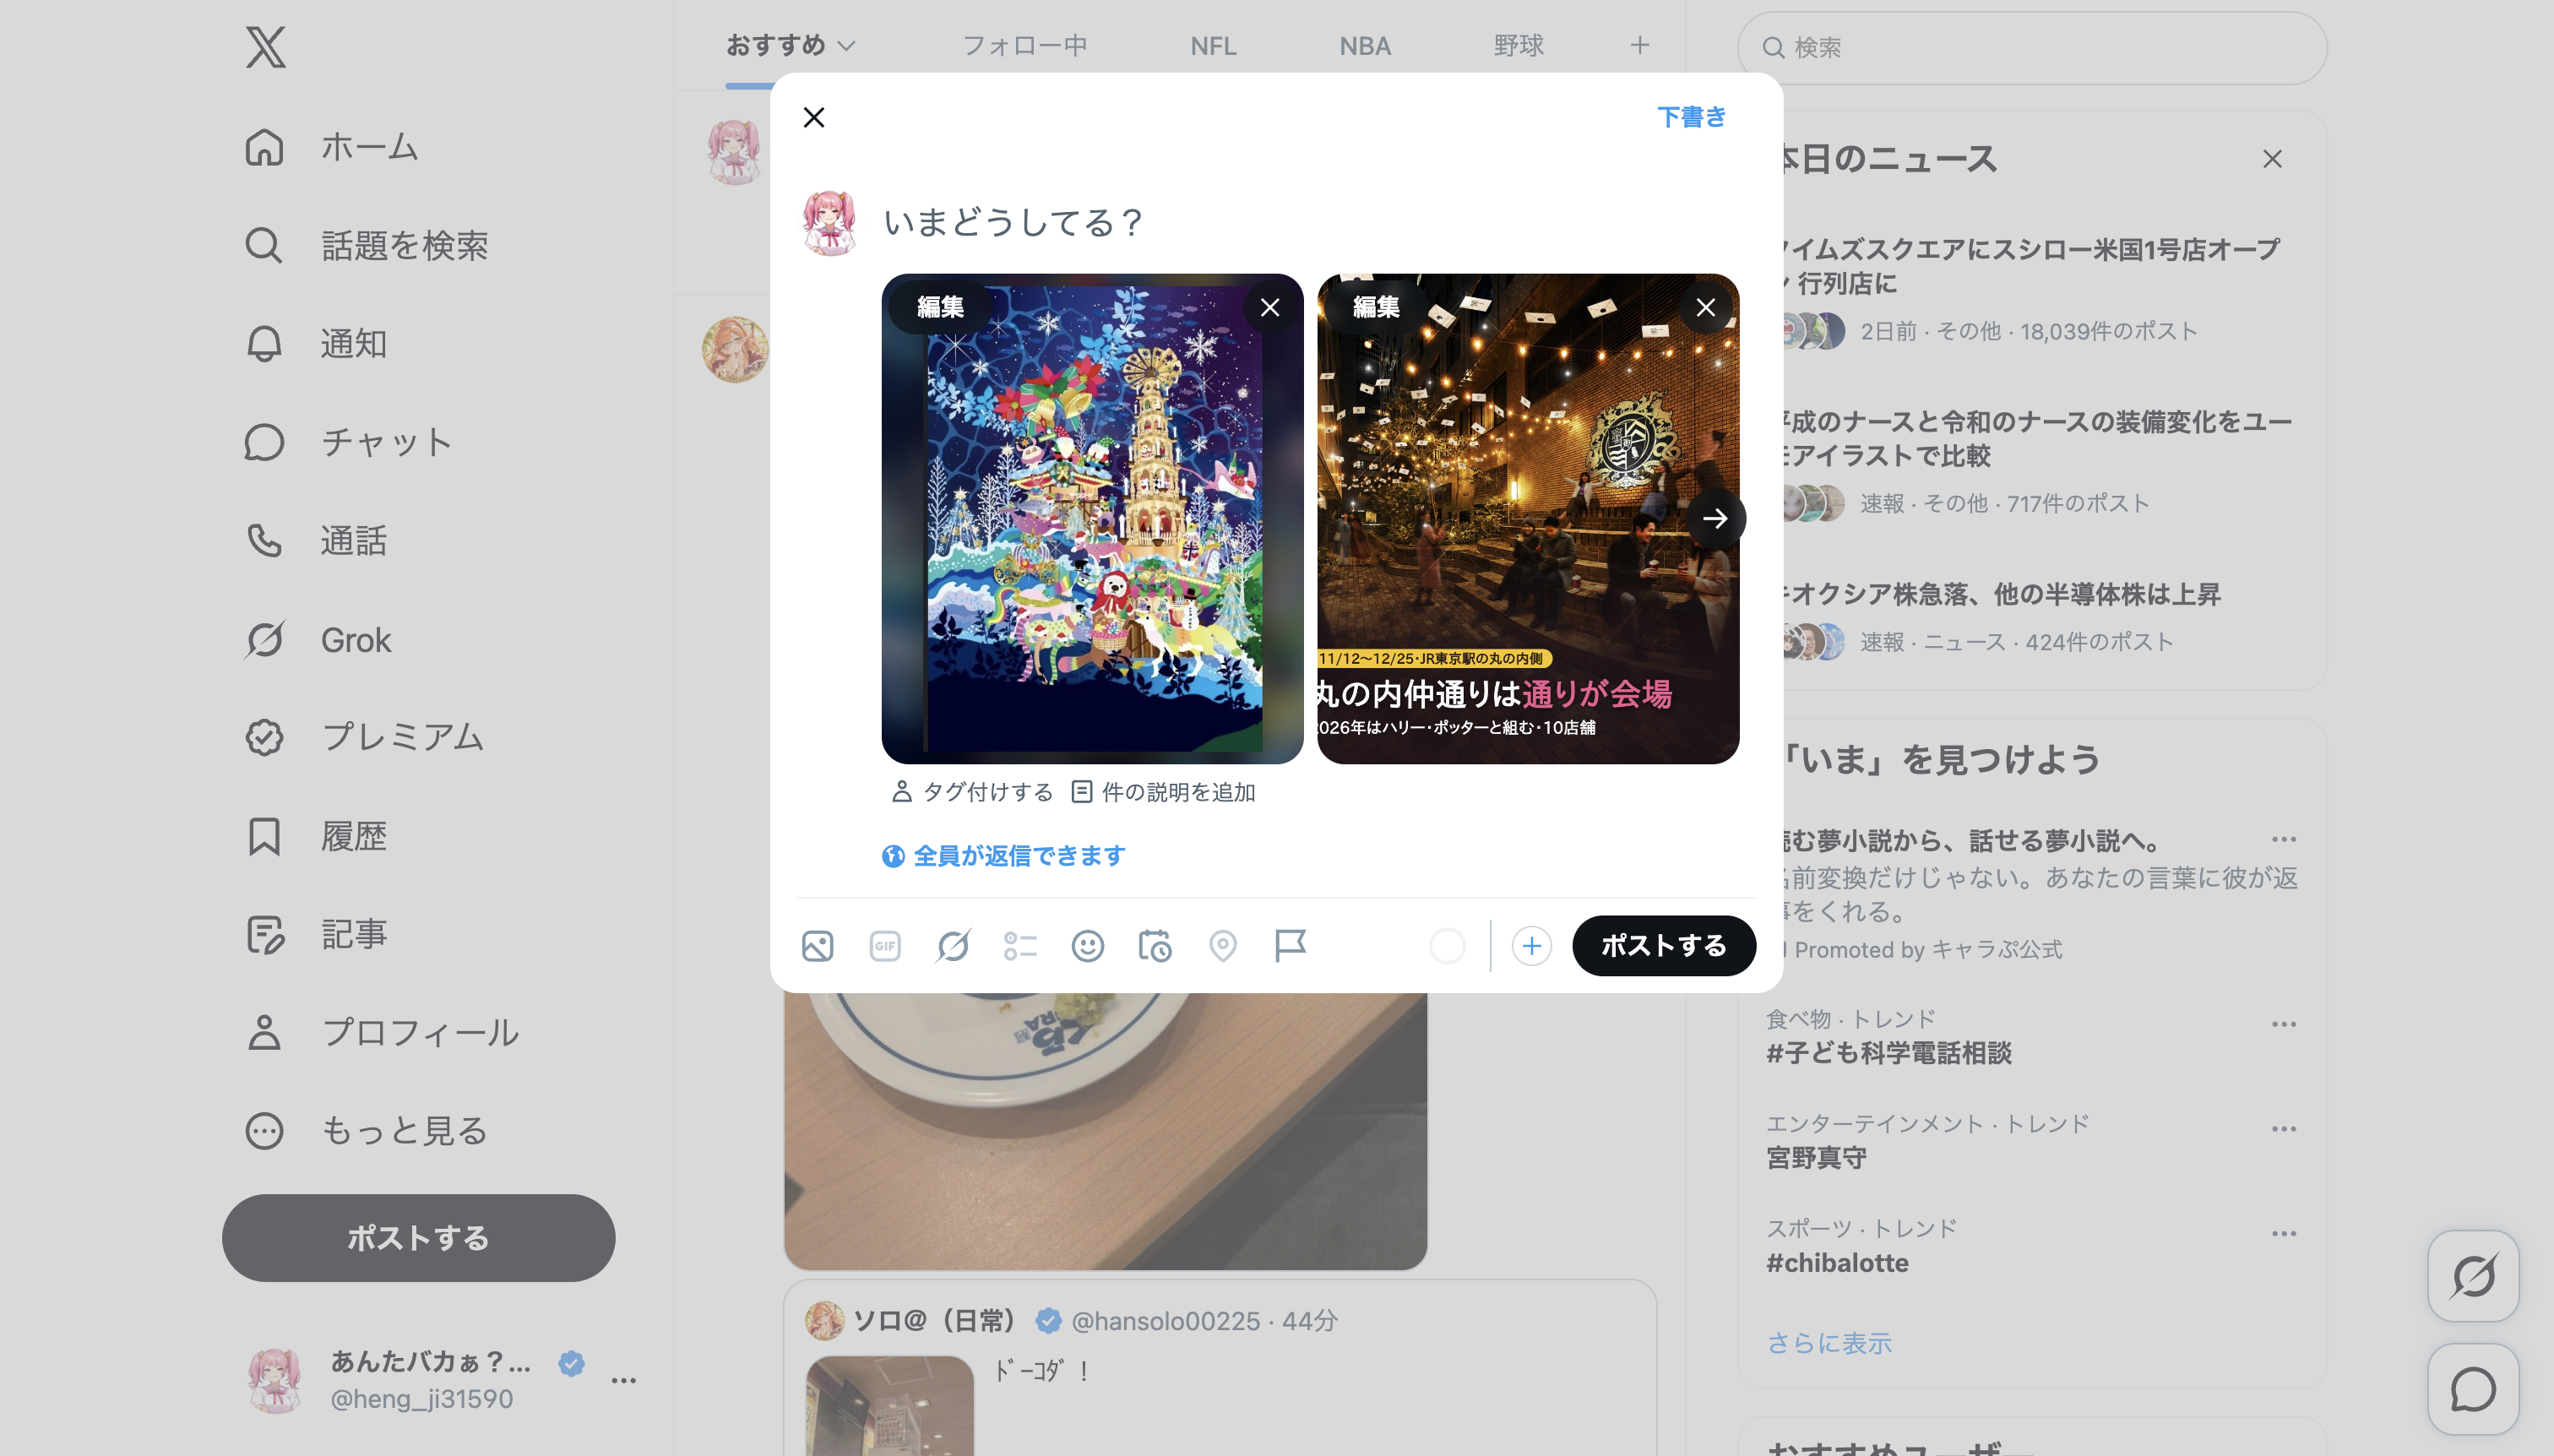 おすすめ
フォロー中
NFL
NBA
野球
検索
ホーム
話題を検索
通知
チャット
通話
Grok
プレミアム
履歴
記事
プロフィール
もっと見る
ポストする
あんたバカぁ？...
@heng_ji31590
下書き
いまどうしてる？
編集
編集
11/12〜12/25・JR東京駅の丸の内側
丸の内仲通りは通りが会場
2026年はハリー・ポッターと組む・10店舗
タグ付けする
件の説明を追加
全員が返信できます
GIF
ポストする
ソロ@（日常） @hansolo00225 · 44分
ﾄﾞｰｺﾀﾞ！
本日のニュース
タイムズスクエアにスシロー米国1号店オープ
ン 行列店に
2日前 · その他 · 18,039件のポスト
平成のナースと令和のナースの装備変化をユー
モアイラストで比較
速報 · その他 · 717件のポスト
キオクシア株急落、他の半導体株は上昇
速報 · ニュース · 424件のポスト
「いま」を見つけよう
読む夢小説から、話せる夢小説へ。
名前変換だけじゃない。あなたの言葉に彼が返
事をくれる。
Promoted by キャラぷ公式
食べ物 · トレンド
#子ども科学電話相談
エンターテインメント · トレンド
宮野真守
スポーツ · トレンド
#chibalotte
さらに表示
おすすめユーザー